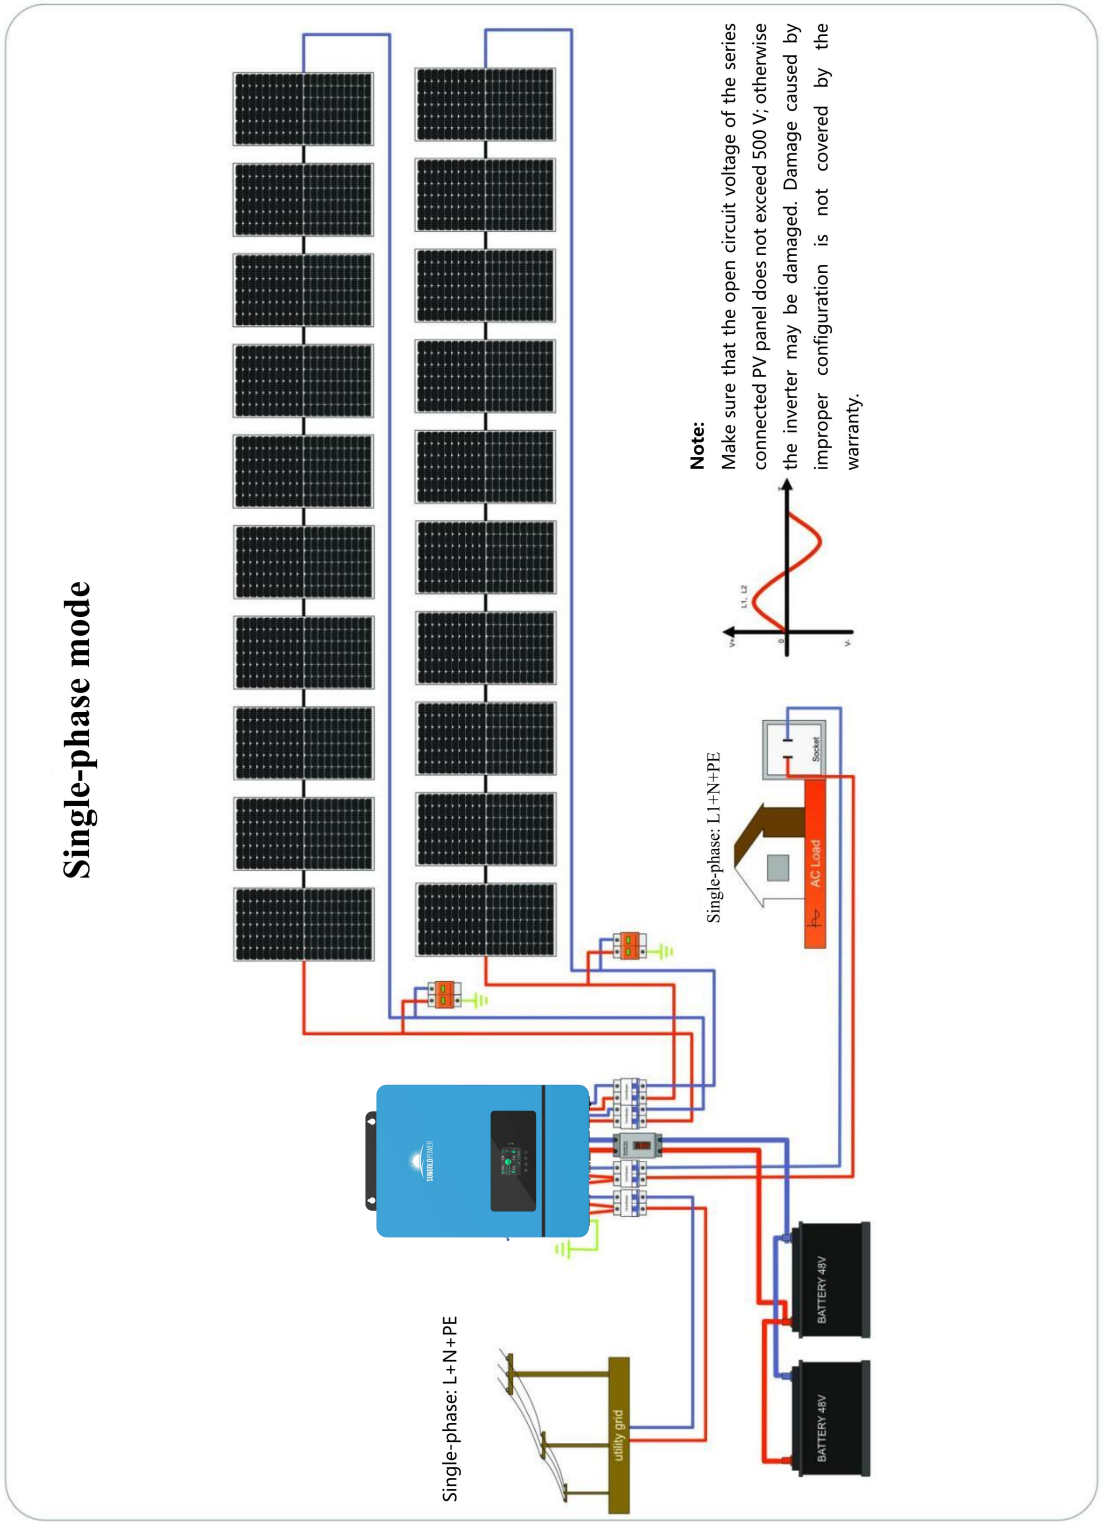 Single-phase mode
Note:
Make sure that the open circuit voltage of the series
connected PV panel does not exceed 500 V; otherwise
the inverter may be damaged. Damage caused by
improper configuration is not covered by the
warranty.
L1, L2
V+
0
V-
Single-phase: L1+N+PE
Socket
AC Load
SUNGOLDPOWER
Single-phase: L+N+PE
utility grid
BATTERY 48V
BATTERY 48V